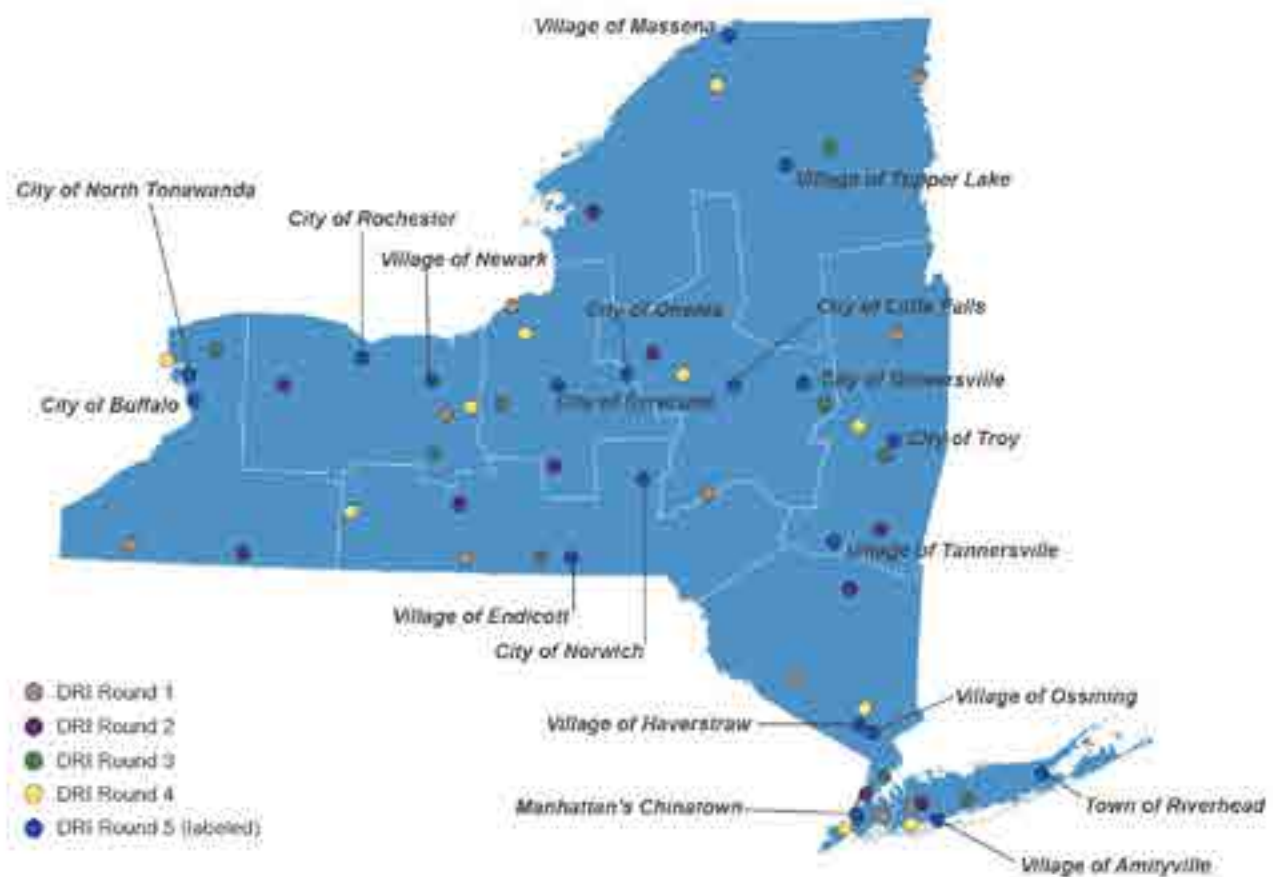 Village of Massena
Village of Tupper Lake
City of North Tonawanda
City of Rochester
Village of Newark
City of Oneida
City of Little Falls
City of Buffalo
City of Syracuse
City of Gloversville
City of Troy
Village of Tannersville
Village of Endicott
City of Norwich
DRI Round 1
DRI Round 2
DRI Round 3
DRI Round 4
DRI Round 5 (labeled)
Village of Haverstraw
Village of Ossining
Manhattan's Chinatown
Town of Riverhead
Village of Amityville